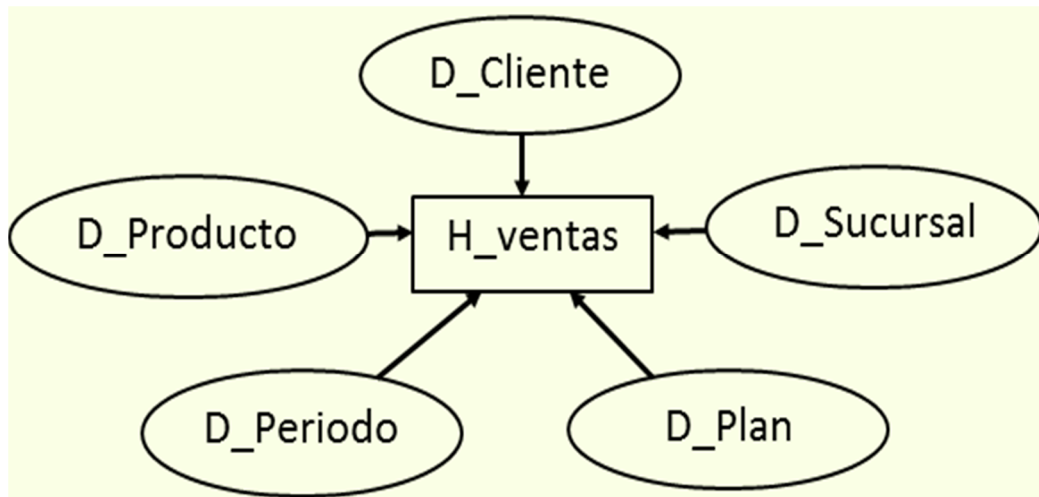 D_Cliente
D_Producto
H_ventas
D_Sucursal
D_Periodo
D_Plan